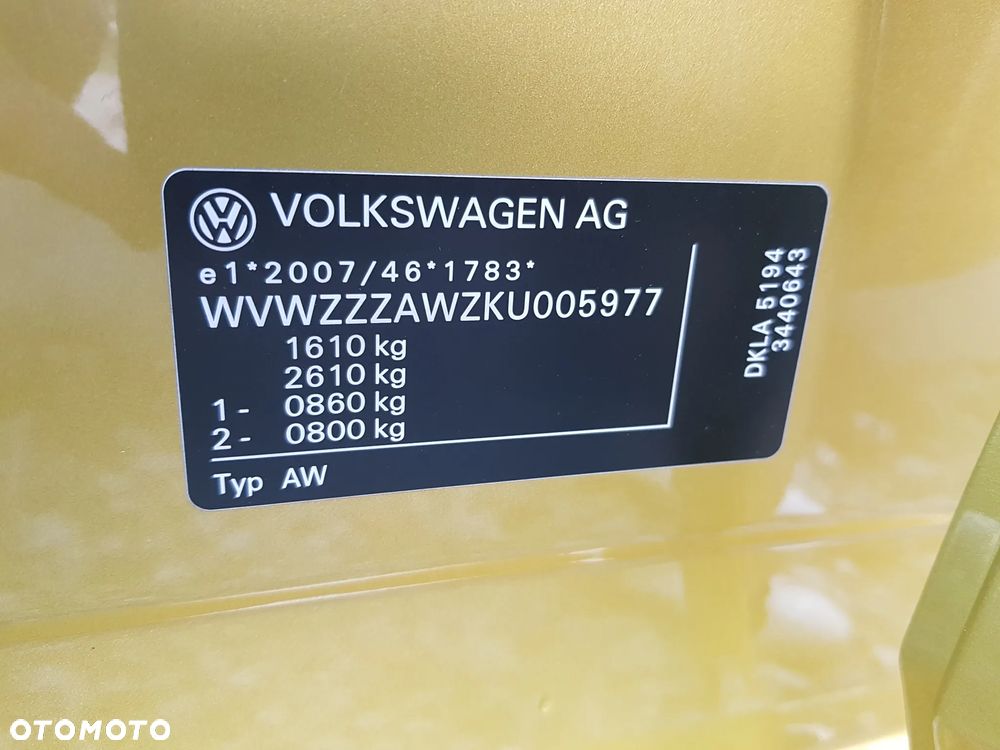 VOLKSWAGEN AG
e1*2007/46*1783*
WVWZZZAWZKU005977
1610 kg
2610 kg
1- 0860 kg
2- 0800 kg
Typ AW
DKLA 5194
3440643
OTOMOTO